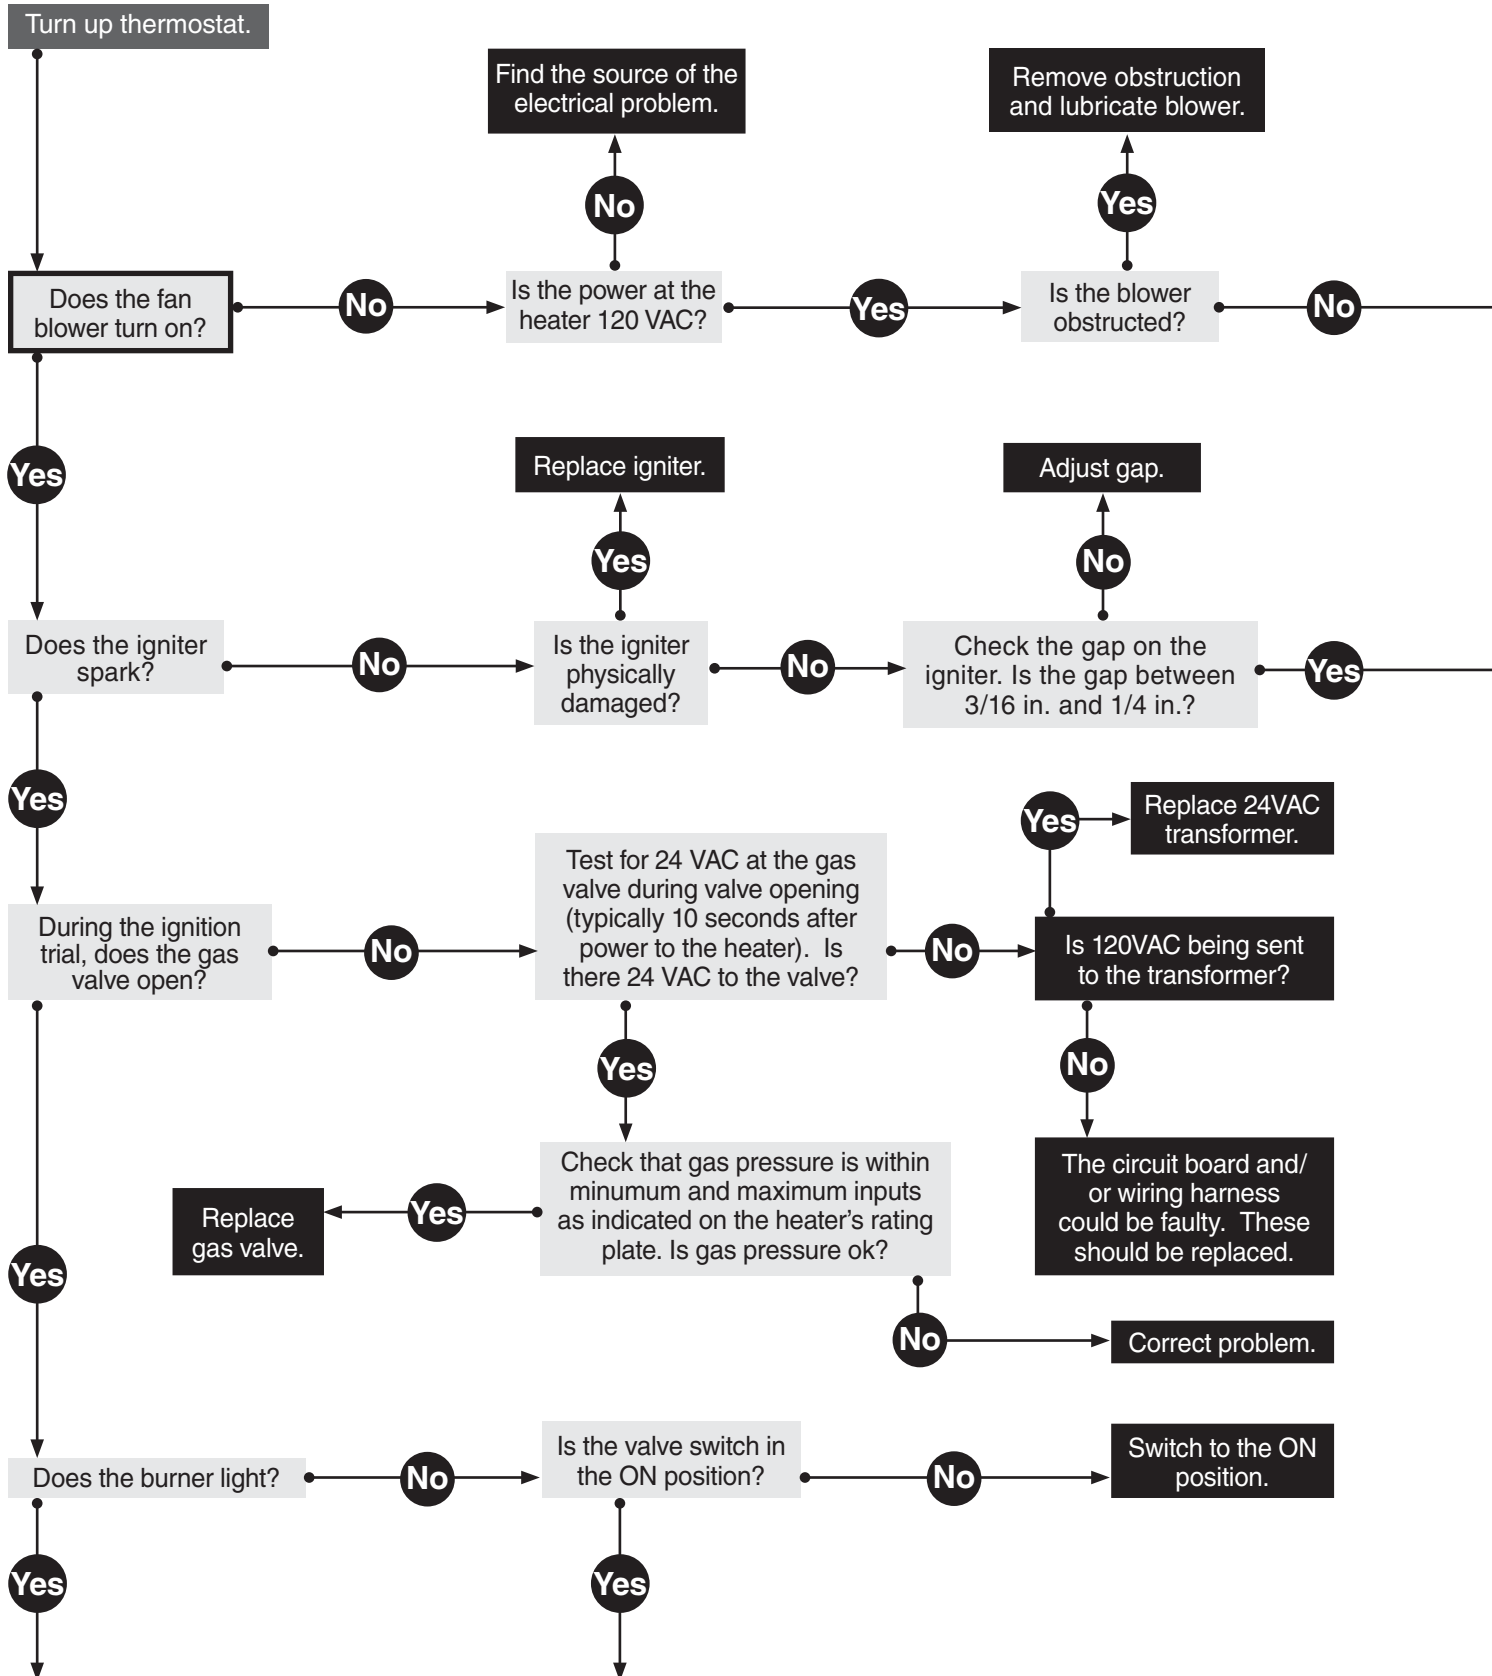 Turn up thermostat.
Find the source of the
electrical problem.
Remove obstruction
and lubricate blower.
No
Yes
Does the fan
blower turn on?
No
Is the power at the
heater 120 VAC?
Yes
Is the blower
obstructed?
No
Yes
Replace igniter.
Adjust gap.
Yes
No
Does the igniter
spark?
No
Is the igniter
physically
damaged?
No
Check the gap on the
igniter. Is the gap between
3/16 in. and 1/4 in.?
Yes
Yes
Yes
Replace 24VAC
transformer.
During the ignition
trial, does the gas
valve open?
No
Test for 24 VAC at the gas
valve during valve opening
(typically 10 seconds after
power to the heater). Is
there 24 VAC to the valve?
No
Is 120VAC being sent
to the transformer?
Yes
No
Replace
gas valve.
Yes
Check that gas pressure is within
minumum and maximum inputs
as indicated on the heater's rating
plate. Is gas pressure ok?
The circuit board and/
or wiring harness
could be faulty. These
should be replaced.
Yes
No
Correct problem.
Does the burner light?
No
Is the valve switch in
the ON position?
No
Switch to the ON
position.
Yes
Yes